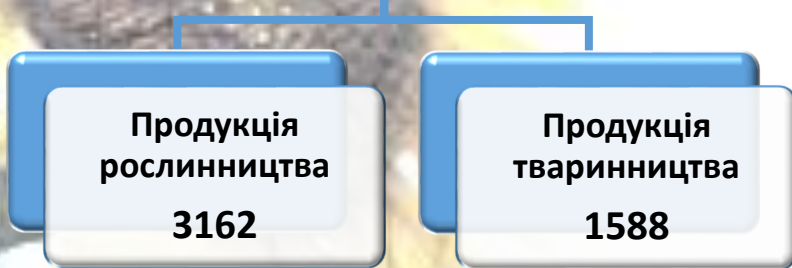 Продукція
рослинництва
3162
Продукція
тваринництва
1588